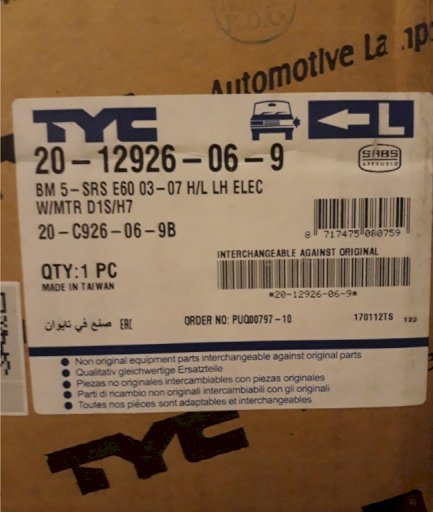 Automotive Lamps
TYC
L
20-12926-06-9
SABS
APPROVED
BM 5-SRS E60 03-07 H/L LH ELEC
W/MTR D1S/H7
20-C926-06-9B
8 717475 080759
INTERCHANGEABLE AGAINST ORIGINAL
QTY:1 PC
MADE IN TAIWAN
*20-12926-06-9*
صنع في تايوان EAC ORDER NO: PUQ00797-10 170112TS 193
Non original equipment parts interchangeable against original parts
Qualitativ gleichwertige Ersatzteile
Piezas no originales intercambiables con piezas originales
Parti di ricambio non originali intercambiabili con gli originali
Toutes nos pièces sont adaptables et interchangeables
TYC